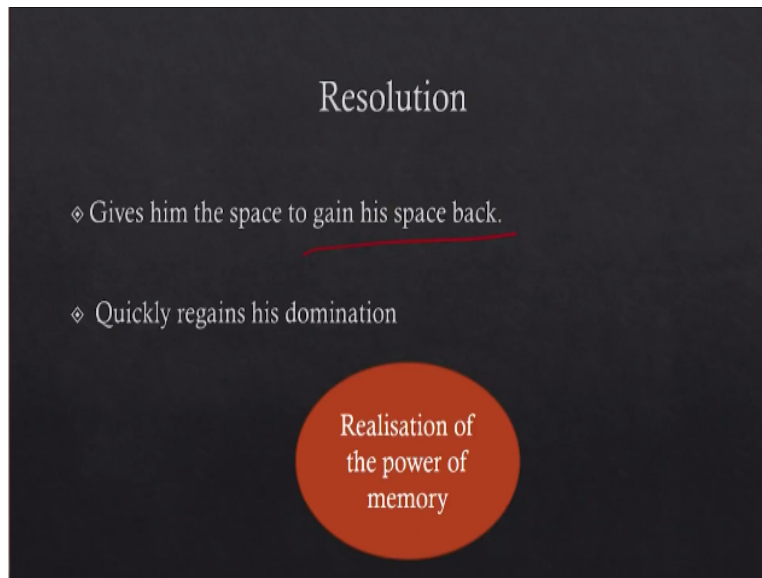 Resolution
Gives him the space to gain his space back.
Quickly regains his domination
Realisation of
the power of
memory